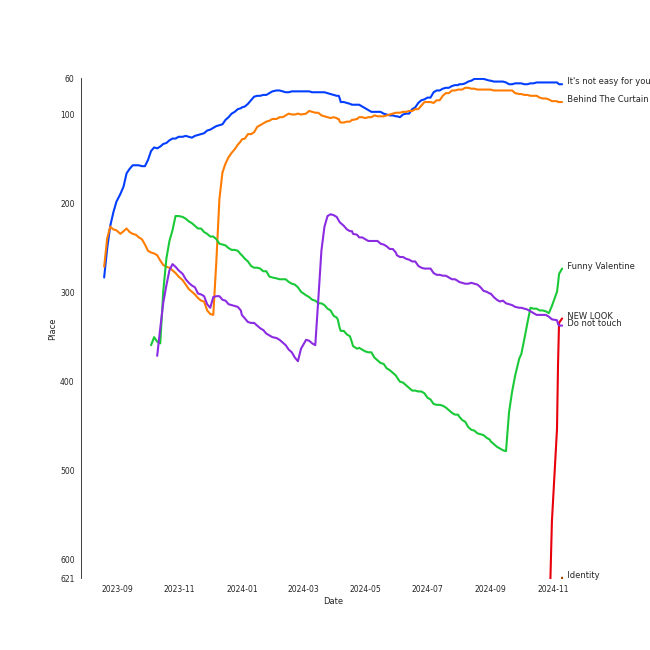 60
It's not easy for you
Behind The Curtain
100
200
Funny Valentine
300
NEW LOOK
Do not touch
Place
400
500
600
Identity
621
2023-09 2023-11 2024-01 2024-03 2024-05 2024-07 2024-09 2024-11
Date